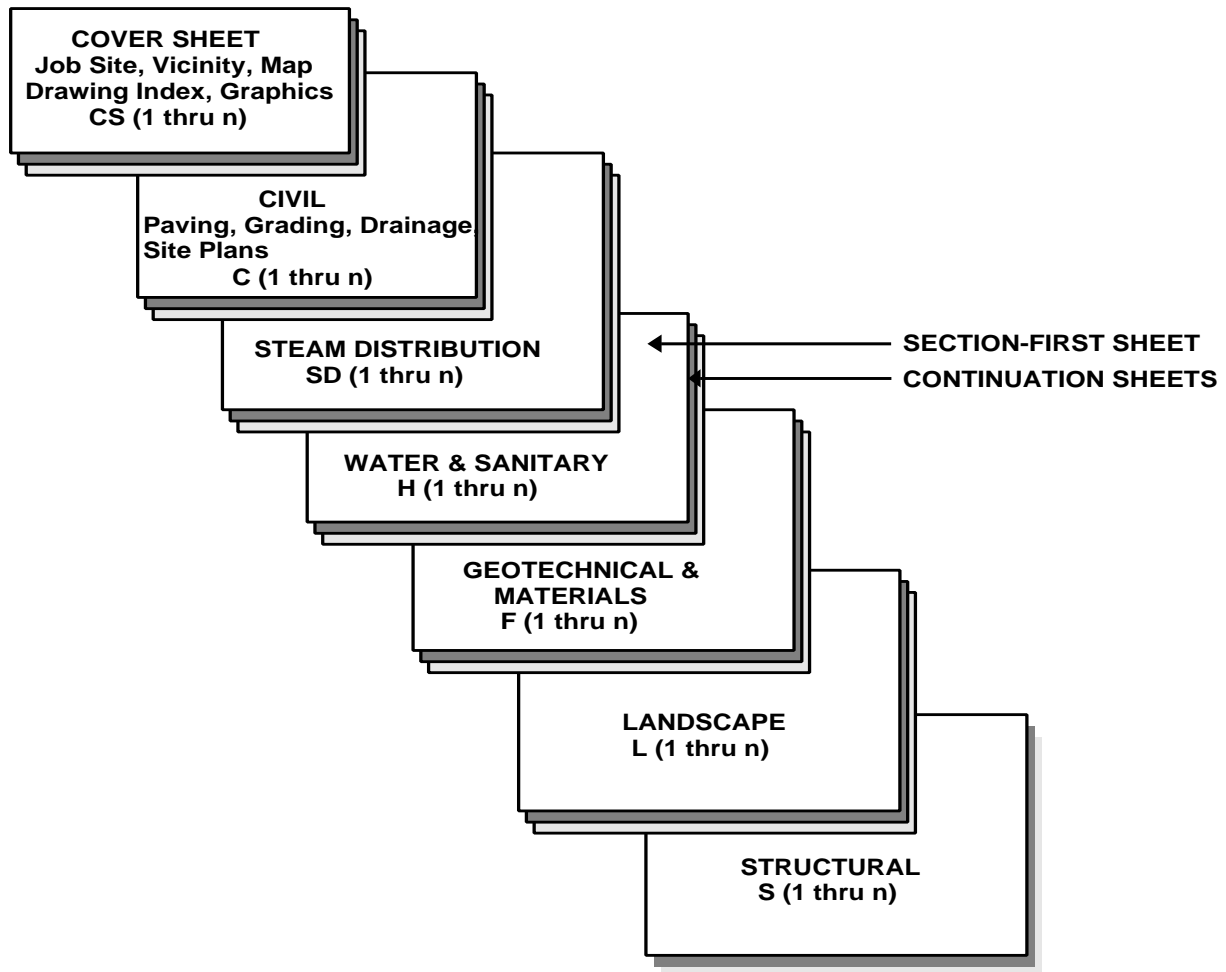 COVER SHEET
Job Site, Vicinity, Map
Drawing Index, Graphics
CS (1 thru n)
CIVIL
Paving, Grading, Drainage,
Site Plans
C (1 thru n)
STEAM DISTRIBUTION
SD (1 thru n)
SECTION-FIRST SHEET
CONTINUATION SHEETS
WATER & SANITARY
H (1 thru n)
GEOTECHNICAL &
MATERIALS
F (1 thru n)
LANDSCAPE
L (1 thru n)
STRUCTURAL
S (1 thru n)